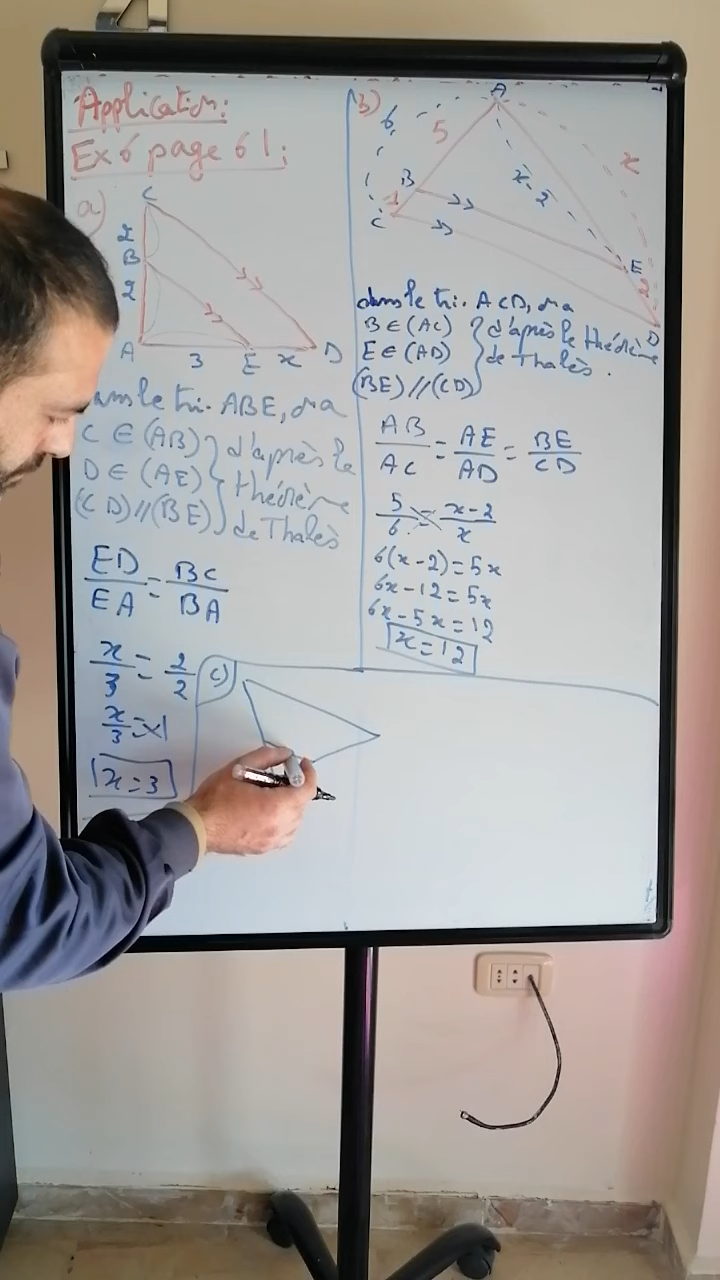 Application:
Ex 6 page 61:
a)
C
2
B
2
A
3
E
x
D
dans le tri. ABE, on a
C ∈ (AB)
D ∈ (AE)
(CD) // (BE)
d'après le
théorème
de Thalès
ED/EA = BC/BA
x/3 = 2/2
x/3 = 1
x = 3
b)
A
6
5
x
x-2
B
1
C
E
2
D
dans le tri. ACD, on a
B ∈ (AC)
E ∈ (AD)
(BE) // (CD)
d'après le théorème
de Thalès.
AB/AC = AE/AD = BE/CD
5/6 = x-2/x
6(x-2) = 5x
6x-12 = 5x
6x-5x = 12
x = 12
c)